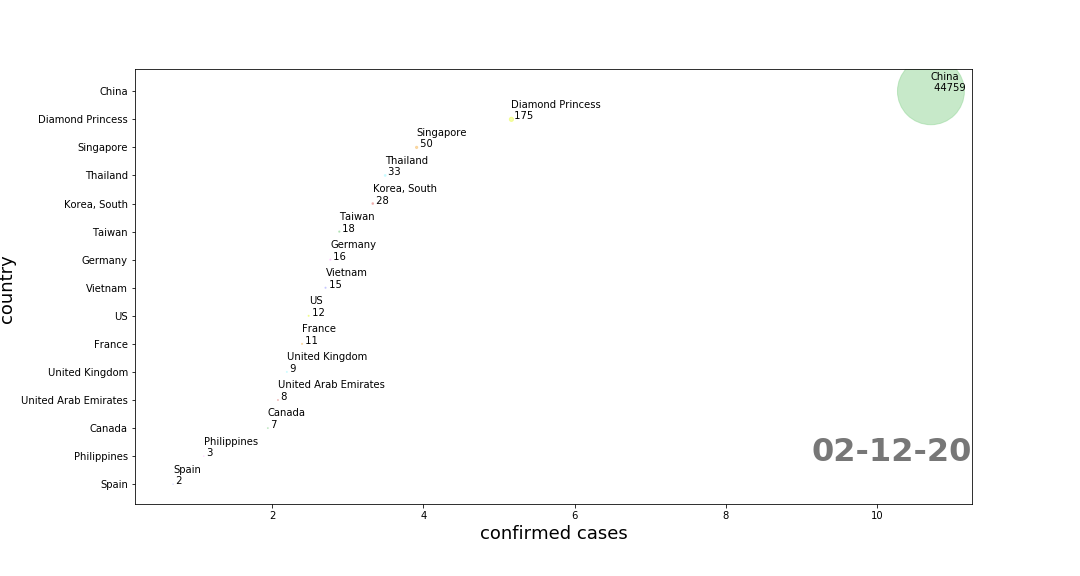 China
China
44759
Diamond Princess
Diamond Princess
175
Singapore
Singapore
50
Thailand
Thailand
33
Korea, South
Korea, South
28
Taiwan
Taiwan
18
Germany
Germany
16
Vietnam
Vietnam
15
US
US
12
France
France
11
United Kingdom
United Kingdom
9
United Arab Emirates
United Arab Emirates
8
Canada
Canada
7
Philippines
Philippines
3
Spain
Spain
2
country
02-12-20
2 4 6 8 10
confirmed cases